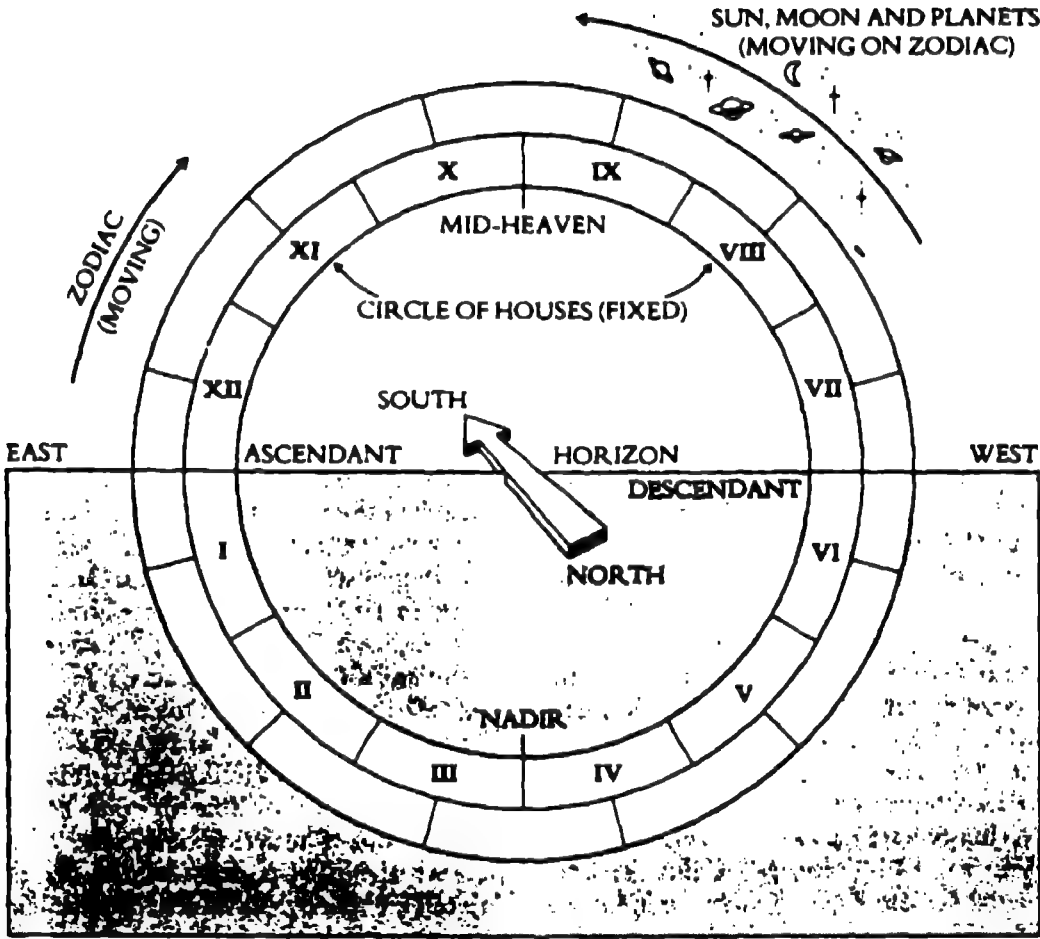 SUN, MOON AND PLANETS
(MOVING ON ZODIAC)
ZODIAC
(MOVING)
X
IX
MID-HEAVEN
XI
VIII
CIRCLE OF HOUSES (FIXED)
XII
VII
SOUTH
EAST
ASCENDANT
HORIZON
WEST
DESCENDANT
I
VI
NORTH
II
V
NADIR
III
IV